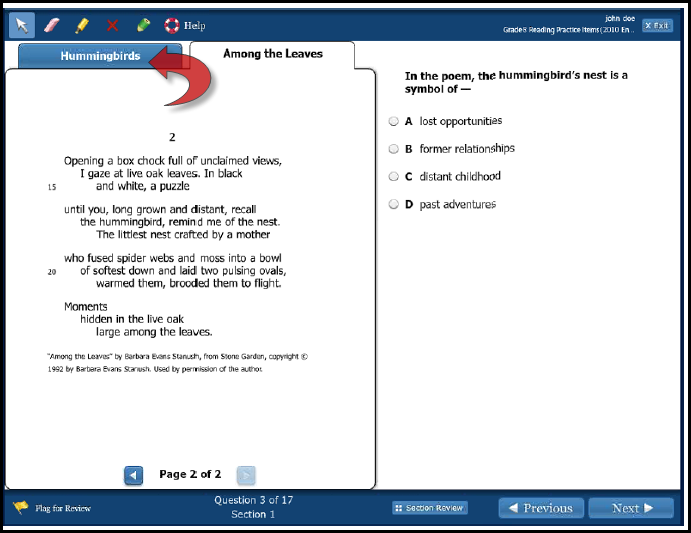 Help
john doe
Grade8 Reading Practice Items(2010 En...
X Exit
Hummingbirds
Among the Leaves
2
Opening a box chock full of unclaimed views,
I gaze at live oak leaves. In black
15 and white, a puzzle
until you, long grown and distant, recall
the hummingbird, remind me of the nest.
The littlest nest crafted by a mother
who fused spider webs and moss into a bowl
20 of softest down and laid two pulsing ovals,
warmed them, brooded them to flight.
Moments
hidden in the live oak
large among the leaves.
"Among the Leaves" by Barbara Evans Stanush, from Stone Garden, copyright ©
1992 by Barbara Evans Stanush. Used by permission of the author.
Page 2 of 2
In the poem, the hummingbird's nest is a
symbol of —
A lost opportunities
B former relationships
C distant childhood
D past adventures
Flag for Review
Question 3 of 17
Section 1
Section Review
Previous
Next